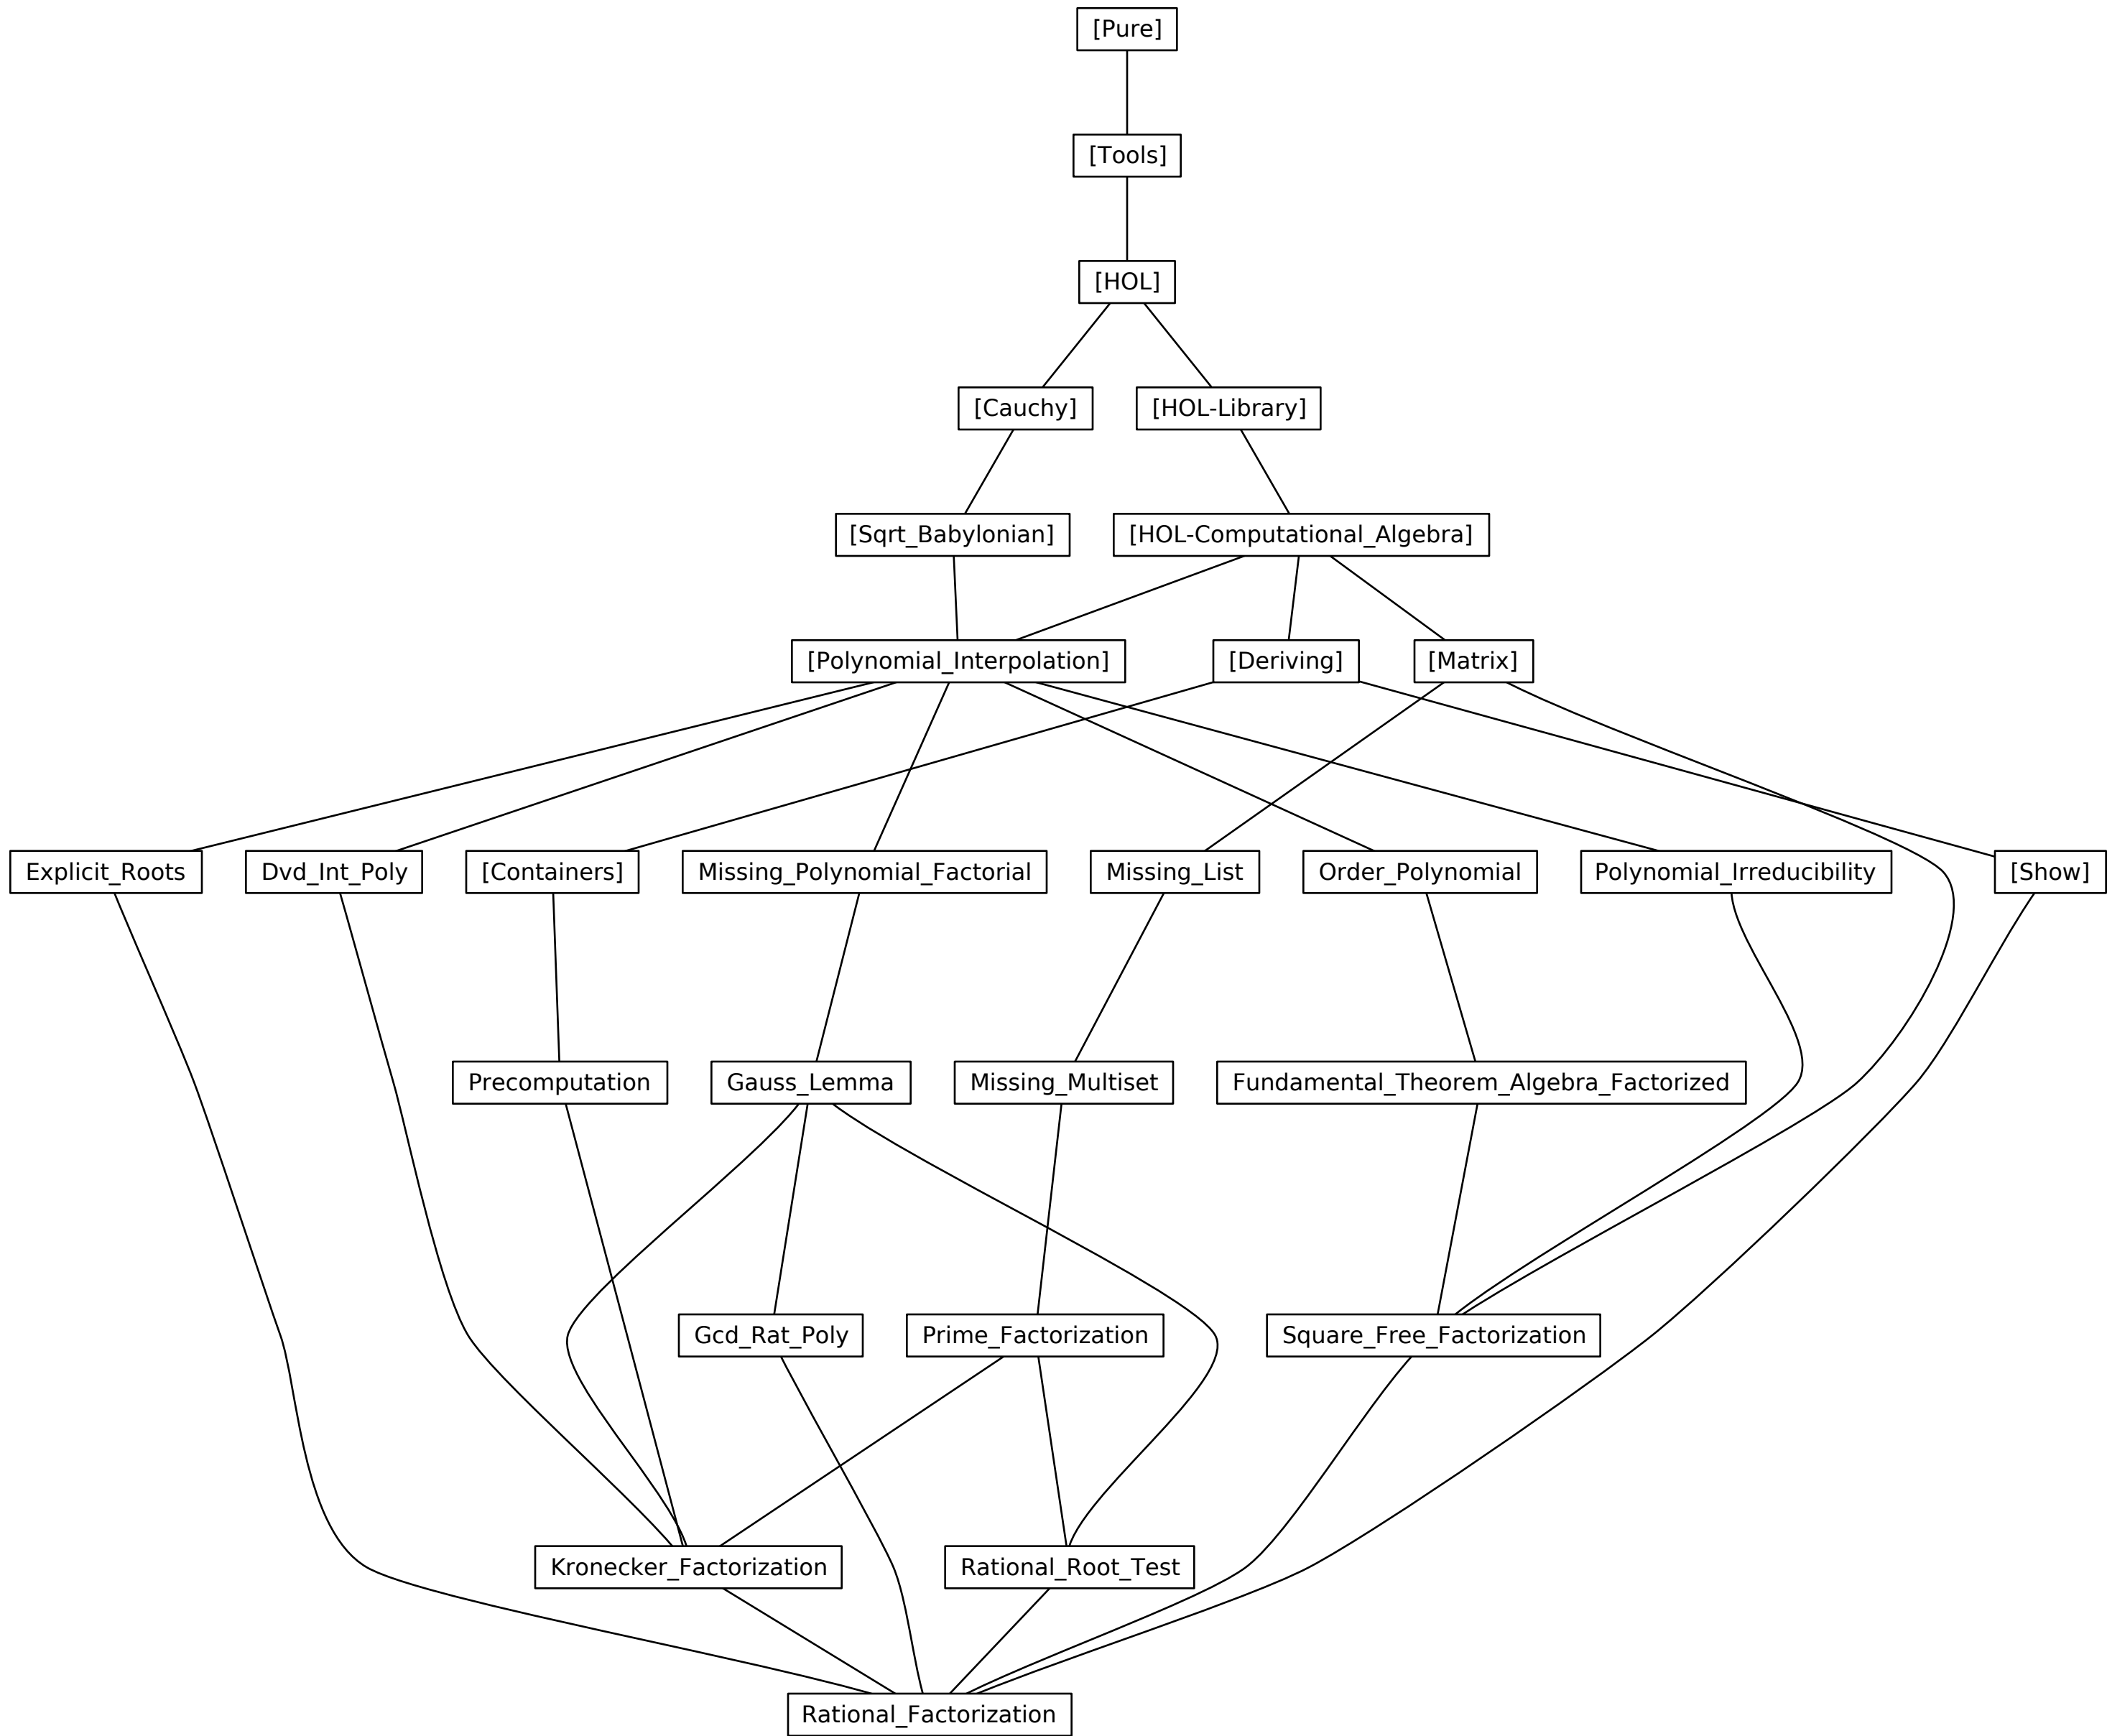 [Pure]
[Tools]
[HOL]
[Cauchy]
[HOL-Library]
[Sqrt_Babylonian]
[HOL-Computational_Algebra]
[Polynomial_Interpolation]
[Deriving]
[Matrix]
Explicit_Roots
Dvd_Int_Poly
[Containers]
Missing_Polynomial_Factorial
Missing_List
Order_Polynomial
Polynomial_Irreducibility
[Show]
Precomputation
Gauss_Lemma
Missing_Multiset
Fundamental_Theorem_Algebra_Factorized
Gcd_Rat_Poly
Prime_Factorization
Square_Free_Factorization
Kronecker_Factorization
Rational_Root_Test
Rational_Factorization